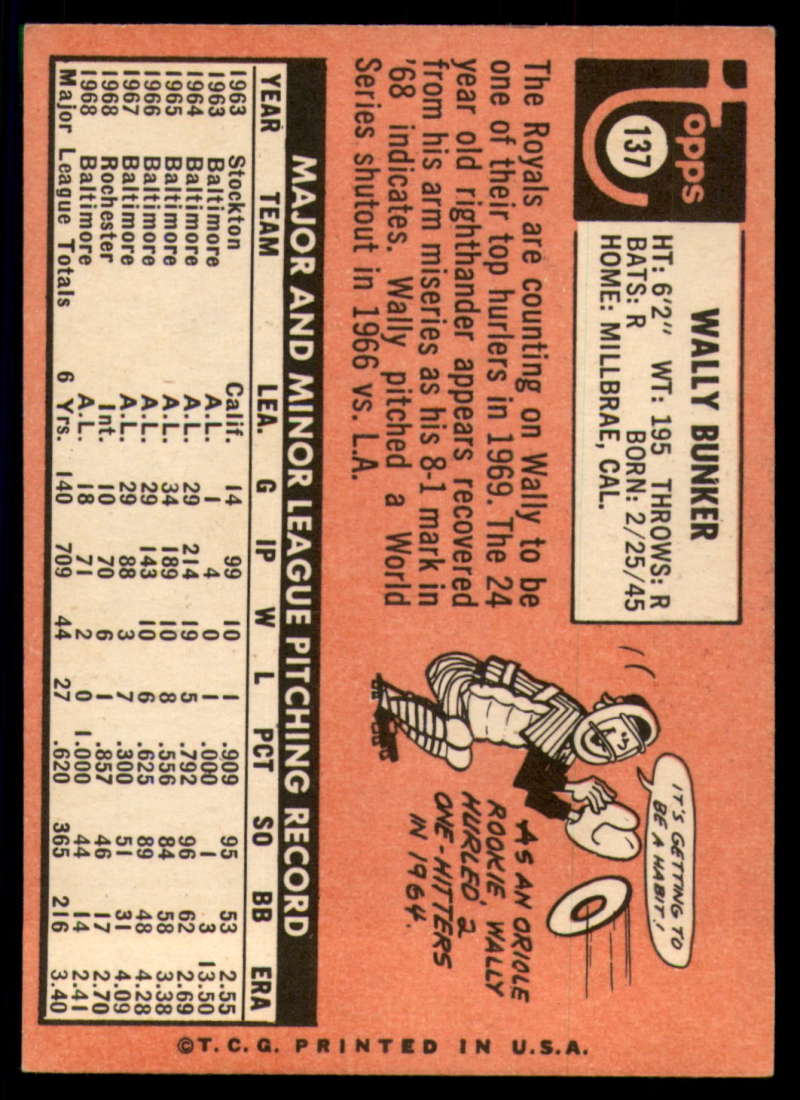 Topps
137
WALLY BUNKER
HT: 6'2" WT: 195 THROWS: R
BATS: R BORN: 2/25/45
HOME: MILLBRAE, CAL.
The Royals are counting on Wally to be
one of their top hurlers in 1969. The 24
year old righthander appears recovered
from his arm miseries as his 8-1 mark in
'68 indicates. Wally pitched a World
Series shutout in 1966 vs. L.A.
IT'S GETTING TO
BE A HABIT!
AS AN ORIOLE
ROOKIE WALLY
HURLED 2
ONE-HITTERS
IN 1964.
MAJOR AND MINOR LEAGUE PITCHING RECORD
YEAR TEAM LEA. G IP W L PCT SO BB ERA
1963 Stockton Calif. 14 99 10 1 .909 95 53 2.55
1963 Baltimore A.L. 1 4 0 1 .000 1 3 13.50
1964 Baltimore A.L. 29 214 19 5 .792 96 62 2.69
1965 Baltimore A.L. 34 189 10 8 .556 84 58 3.38
1966 Baltimore A.L. 29 143 10 6 .625 89 48 4.28
1967 Baltimore A.L. 29 88 3 7 .300 51 31 4.09
1968 Rochester Int. 10 70 6 1 .857 46 17 2.70
1968 Baltimore A.L. 18 71 2 0 1.000 44 14 2.41
Major League Totals 6 Yrs. 140 709 44 27 .620 365 216 3.40
©T.C.G. PRINTED IN U.S.A.